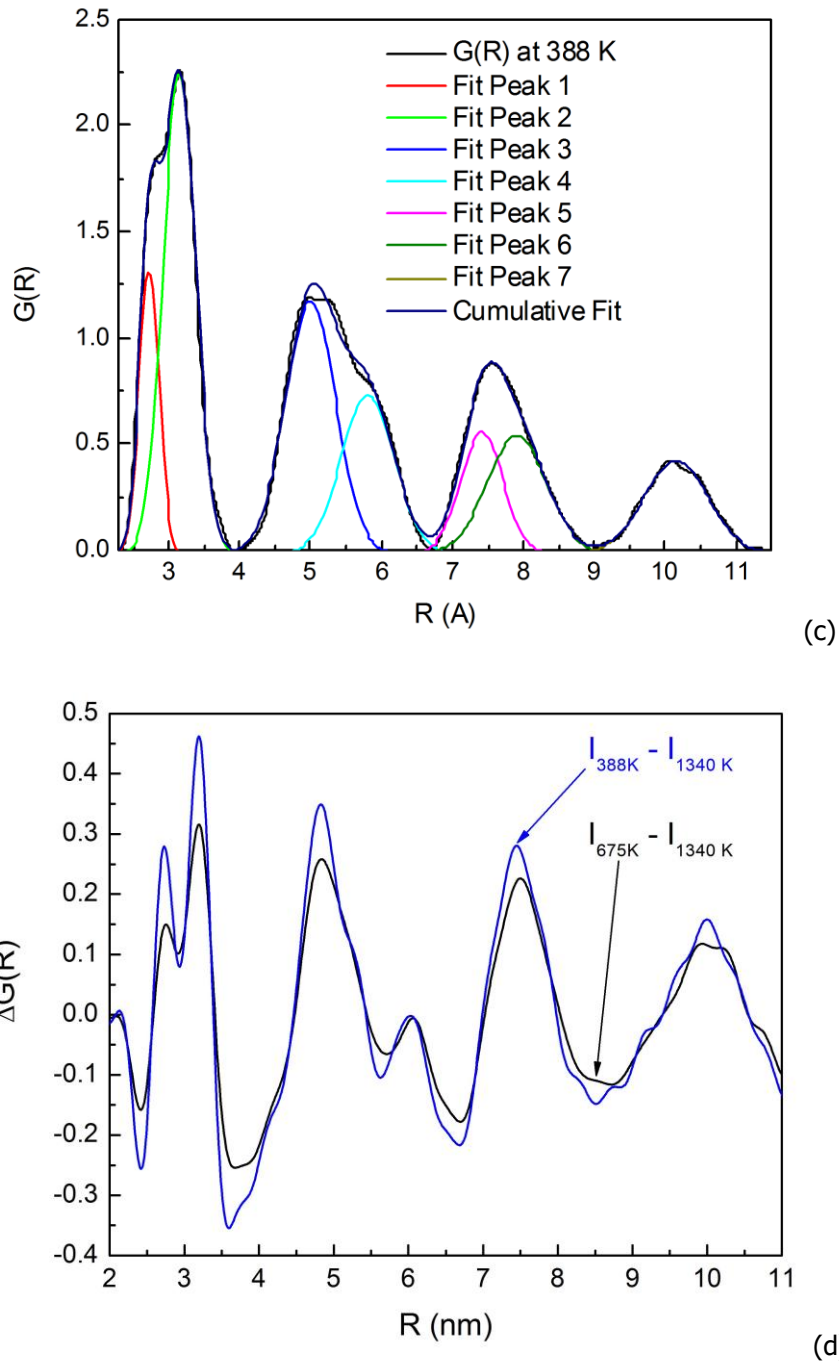 2.5
2.0
1.5
1.0
0.5
0.0
G(R)
G(R) at 388 K
Fit Peak 1
Fit Peak 2
Fit Peak 3
Fit Peak 4
Fit Peak 5
Fit Peak 6
Fit Peak 7
Cumulative Fit
3 4 5 6 7 8 9 10 11
R (A)
(c)
0.5
0.4
0.3
0.2
0.1
0.0
-0.1
-0.2
-0.3
-0.4
ΔG(R)
I388K - I1340 K
I675K - I1340 K
2 3 4 5 6 7 8 9 10 11
R (nm)
(d